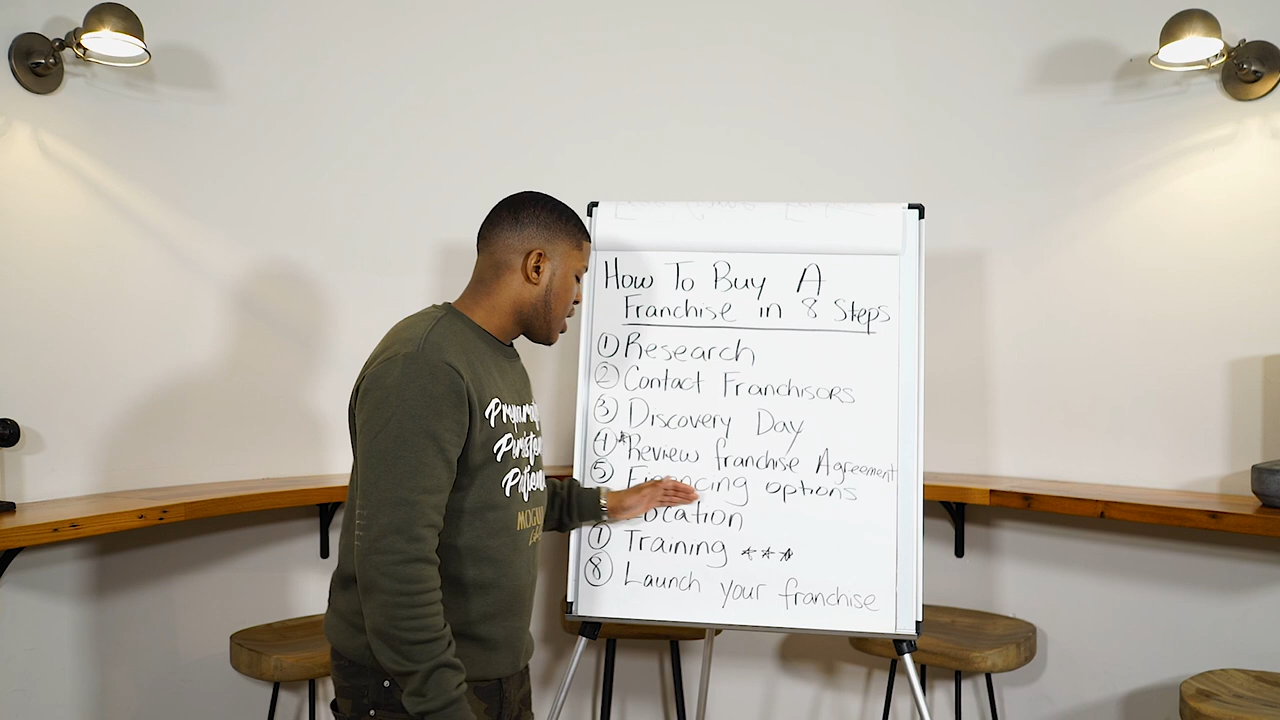 How To Buy A
Franchise in 8 Steps
① Research
② Contact Franchisors
③ Discovery Day
④ * Review franchise Agreement
⑤ Financing options
Location
⑦ Training ***
⑧ Launch your franchise
MOGUL